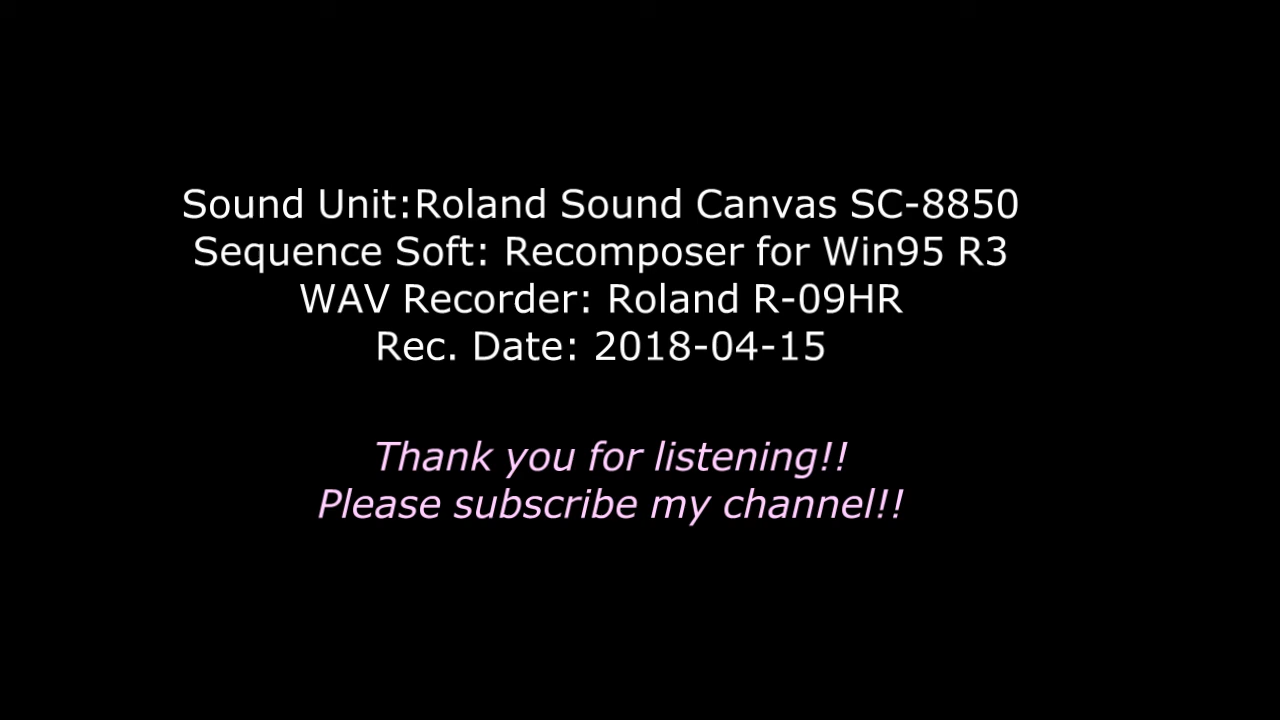 Sound Unit:Roland Sound Canvas SC-8850
Sequence Soft: Recomposer for Win95 R3
WAV Recorder: Roland R-09HR
Rec. Date: 2018-04-15
Thank you for listening!!
Please subscribe my channel!!